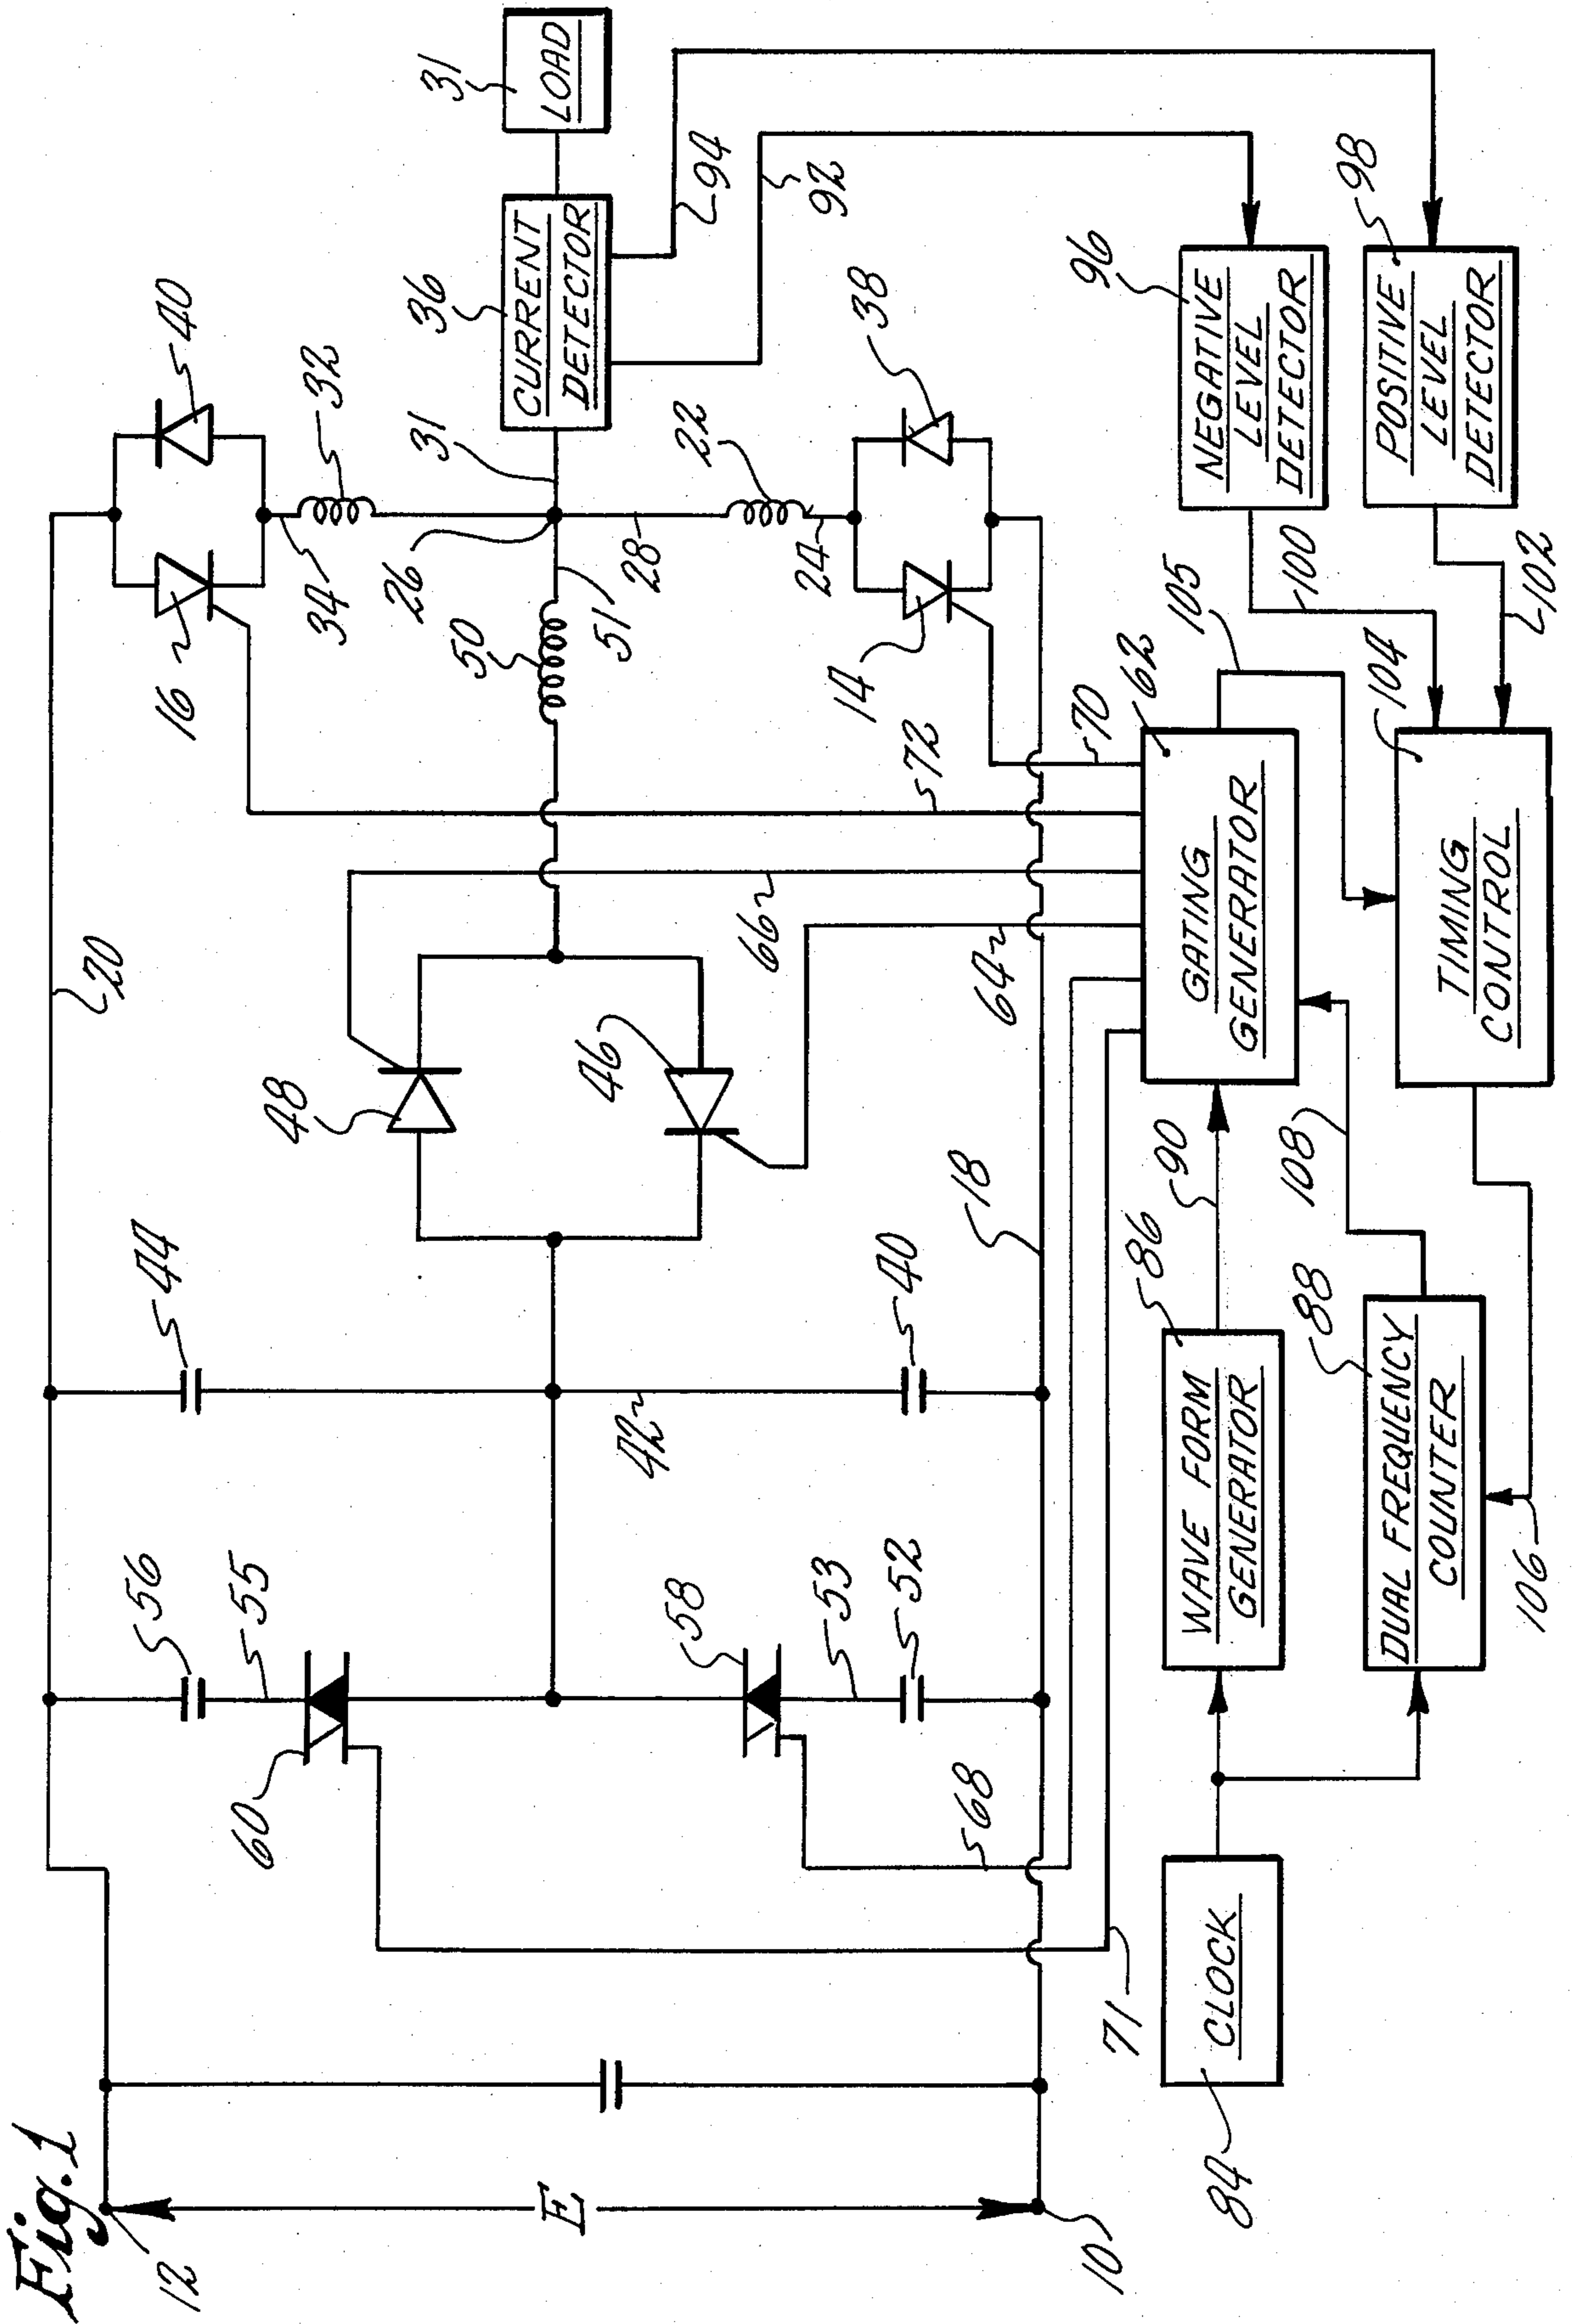 Fig.1
12
E
10
20
60
56
55
58
53
52
68
71
44
42
40
18
48
46
66
64
50
51
72
70
16
34
32
40
26
28
31
22
24
14
38
36
CURRENT
DETECTOR
31
LOAD
94
92
84
CLOCK
86
WAVE FORM
GENERATOR
90
88
DUAL FREQUENCY
COUNTER
106
108
62
GATING
GENERATOR
105
104
TIMING
CONTROL
100
102
96
NEGATIVE
LEVEL
DETECTOR
98
POSITIVE
LEVEL
DETECTOR